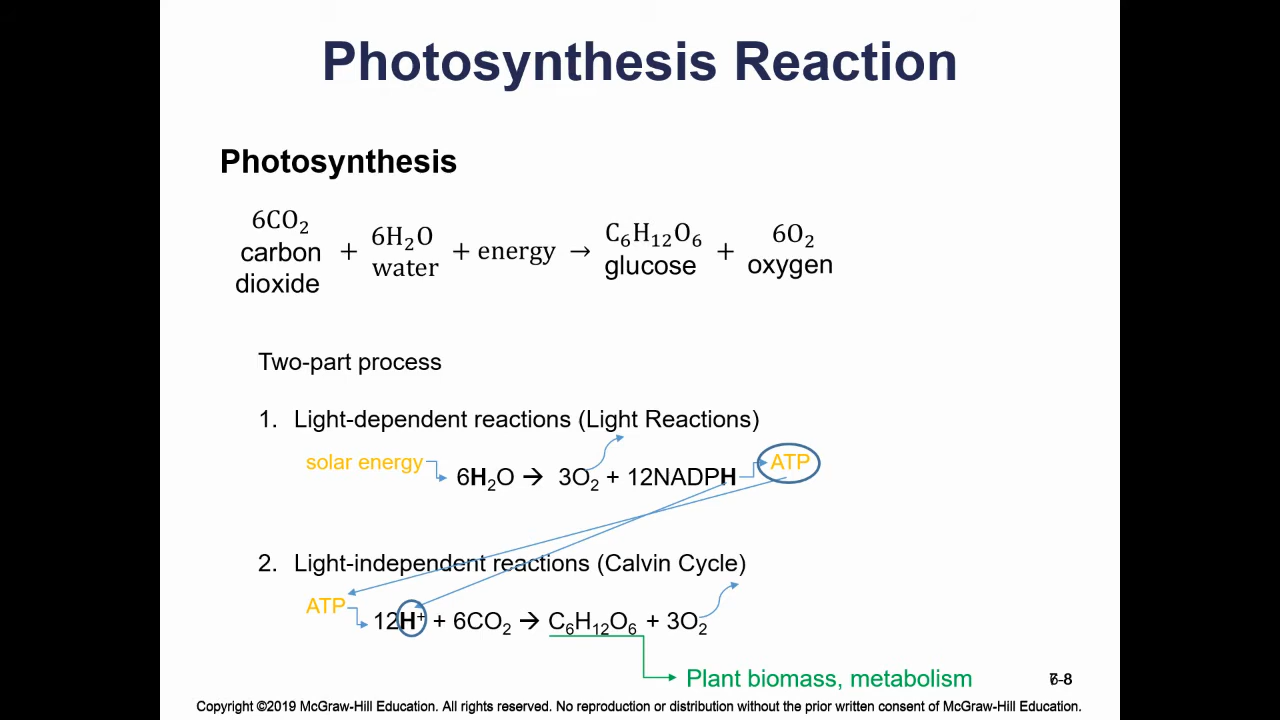 Photosynthesis Reaction
Photosynthesis
6CO₂ carbon dioxide + 6H₂O water + energy → C₆H₁₂O₆ glucose + 6O₂ oxygen
Two-part process
1. Light-dependent reactions (Light Reactions)
solar energy 6H₂O → 3O₂ + 12NADPH ATP
2. Light-independent reactions (Calvin Cycle)
ATP 12H⁺ + 6CO₂ → C₆H₁₂O₆ + 3O₂
Plant biomass, metabolism
-8
Copyright ©2019 McGraw-Hill Education. All rights reserved. No reproduction or distribution without the prior written consent of McGraw-Hill Education.